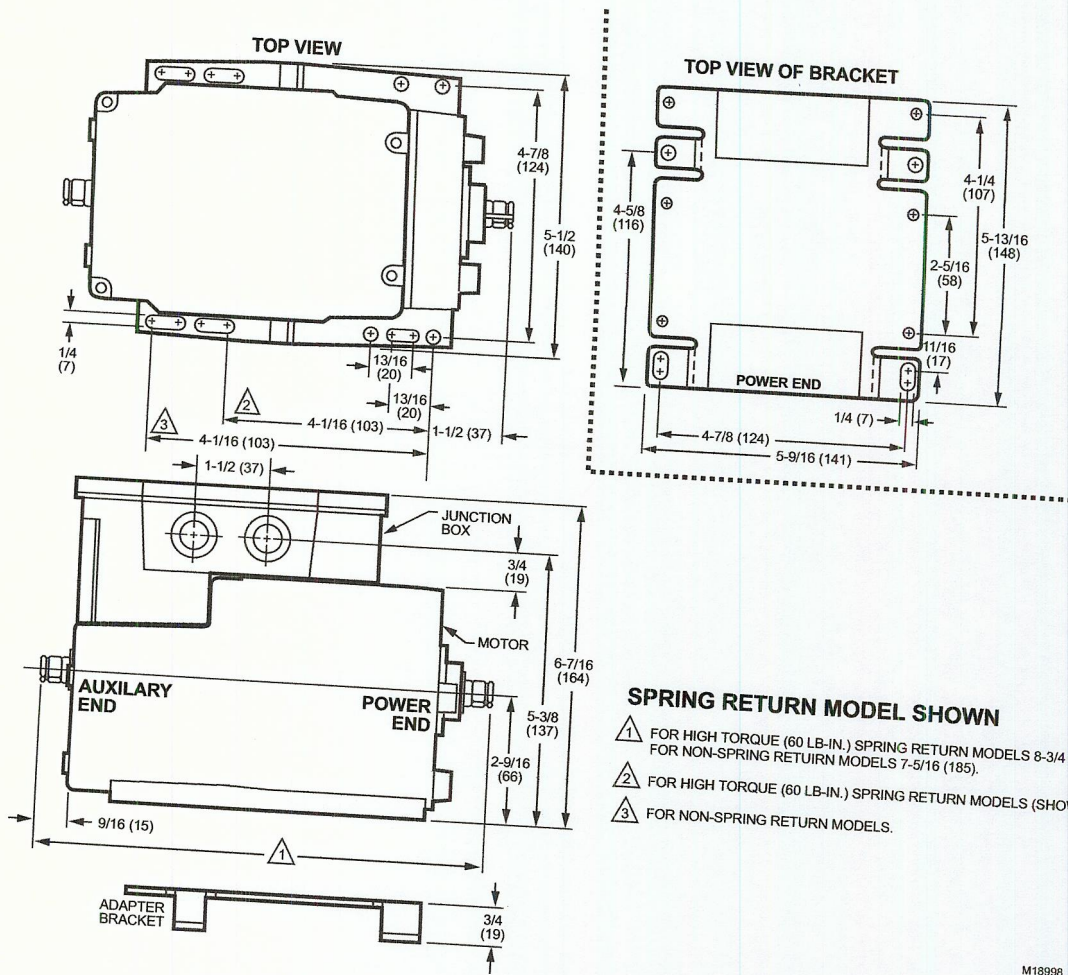 TOP VIEW
4-7/8
(124)
5-1/2
(140)
1/4
(7)
13/16
(20)
13/16
(20)
2
4-1/16 (103)
1-1/2 (37)
3
4-1/16 (103)
1-1/2 (37)
TOP VIEW OF BRACKET
4-5/8
(116)
4-1/4
(107)
5-13/16
(148)
2-5/16
(58)
11/16
(17)
POWER END
1/4 (7)
4-7/8 (124)
5-9/16 (141)
JUNCTION
BOX
3/4
(19)
MOTOR
6-7/16
(164)
AUXILARY
END
POWER
END
5-3/8
(137)
2-9/16
(66)
9/16 (15)
1
ADAPTER
BRACKET
3/4
(19)
SPRING RETURN MODEL SHOWN
1 FOR HIGH TORQUE (60 LB-IN.) SPRING RETURN MODELS 8-3/4
FOR NON-SPRING RETUIRN MODELS 7-5/16 (185).
2 FOR HIGH TORQUE (60 LB-IN.) SPRING RETURN MODELS
3 FOR NON-SPRING RETURN MODELS.
M18998